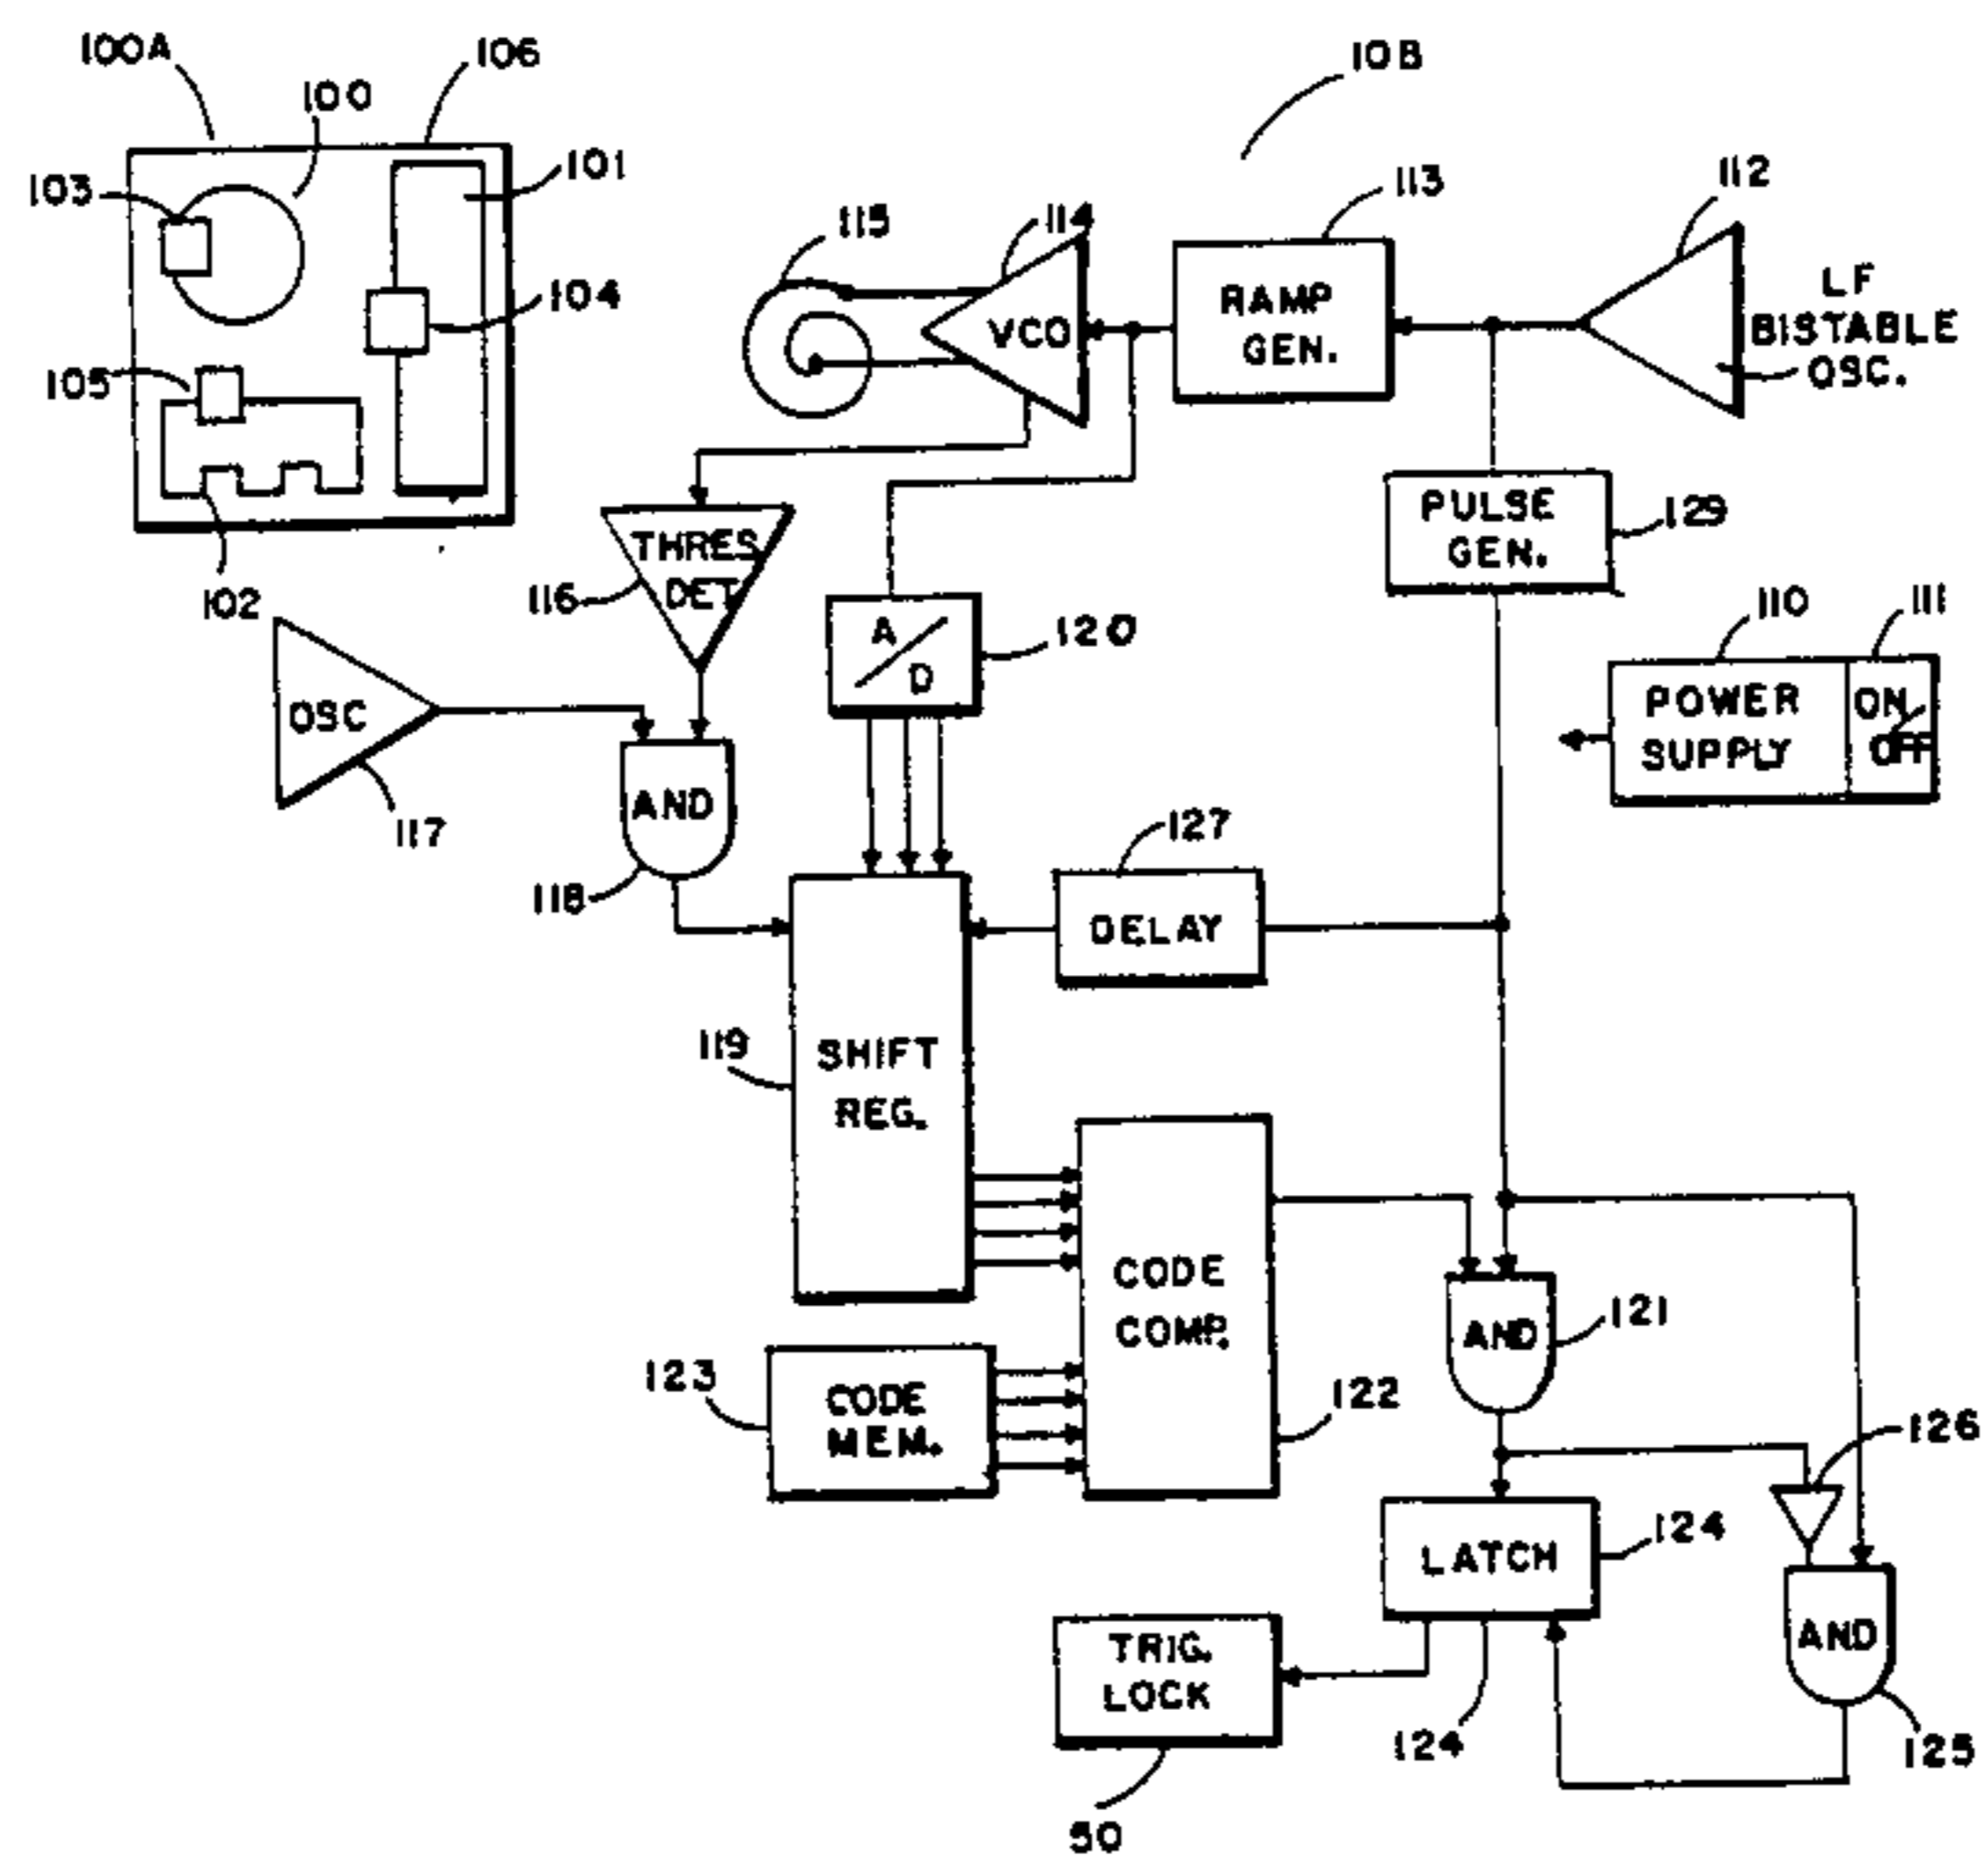 100A
106
10B
100
103
101
104
105
102
115
114
113
112
VCO
RAMP
GEN.
LF
BISTABLE
OSC.
THRES
DET
116
PULSE
GEN.
129
A/D
120
110
111
POWER
SUPPLY
ON/OFF
OSC
117
AND
118
127
DELAY
119
SHIFT
REG.
CODE
COMP.
122
123
CODE
MEM.
AND
121
126
LATCH
124
AND
125
TRIG.
LOCK
124
50